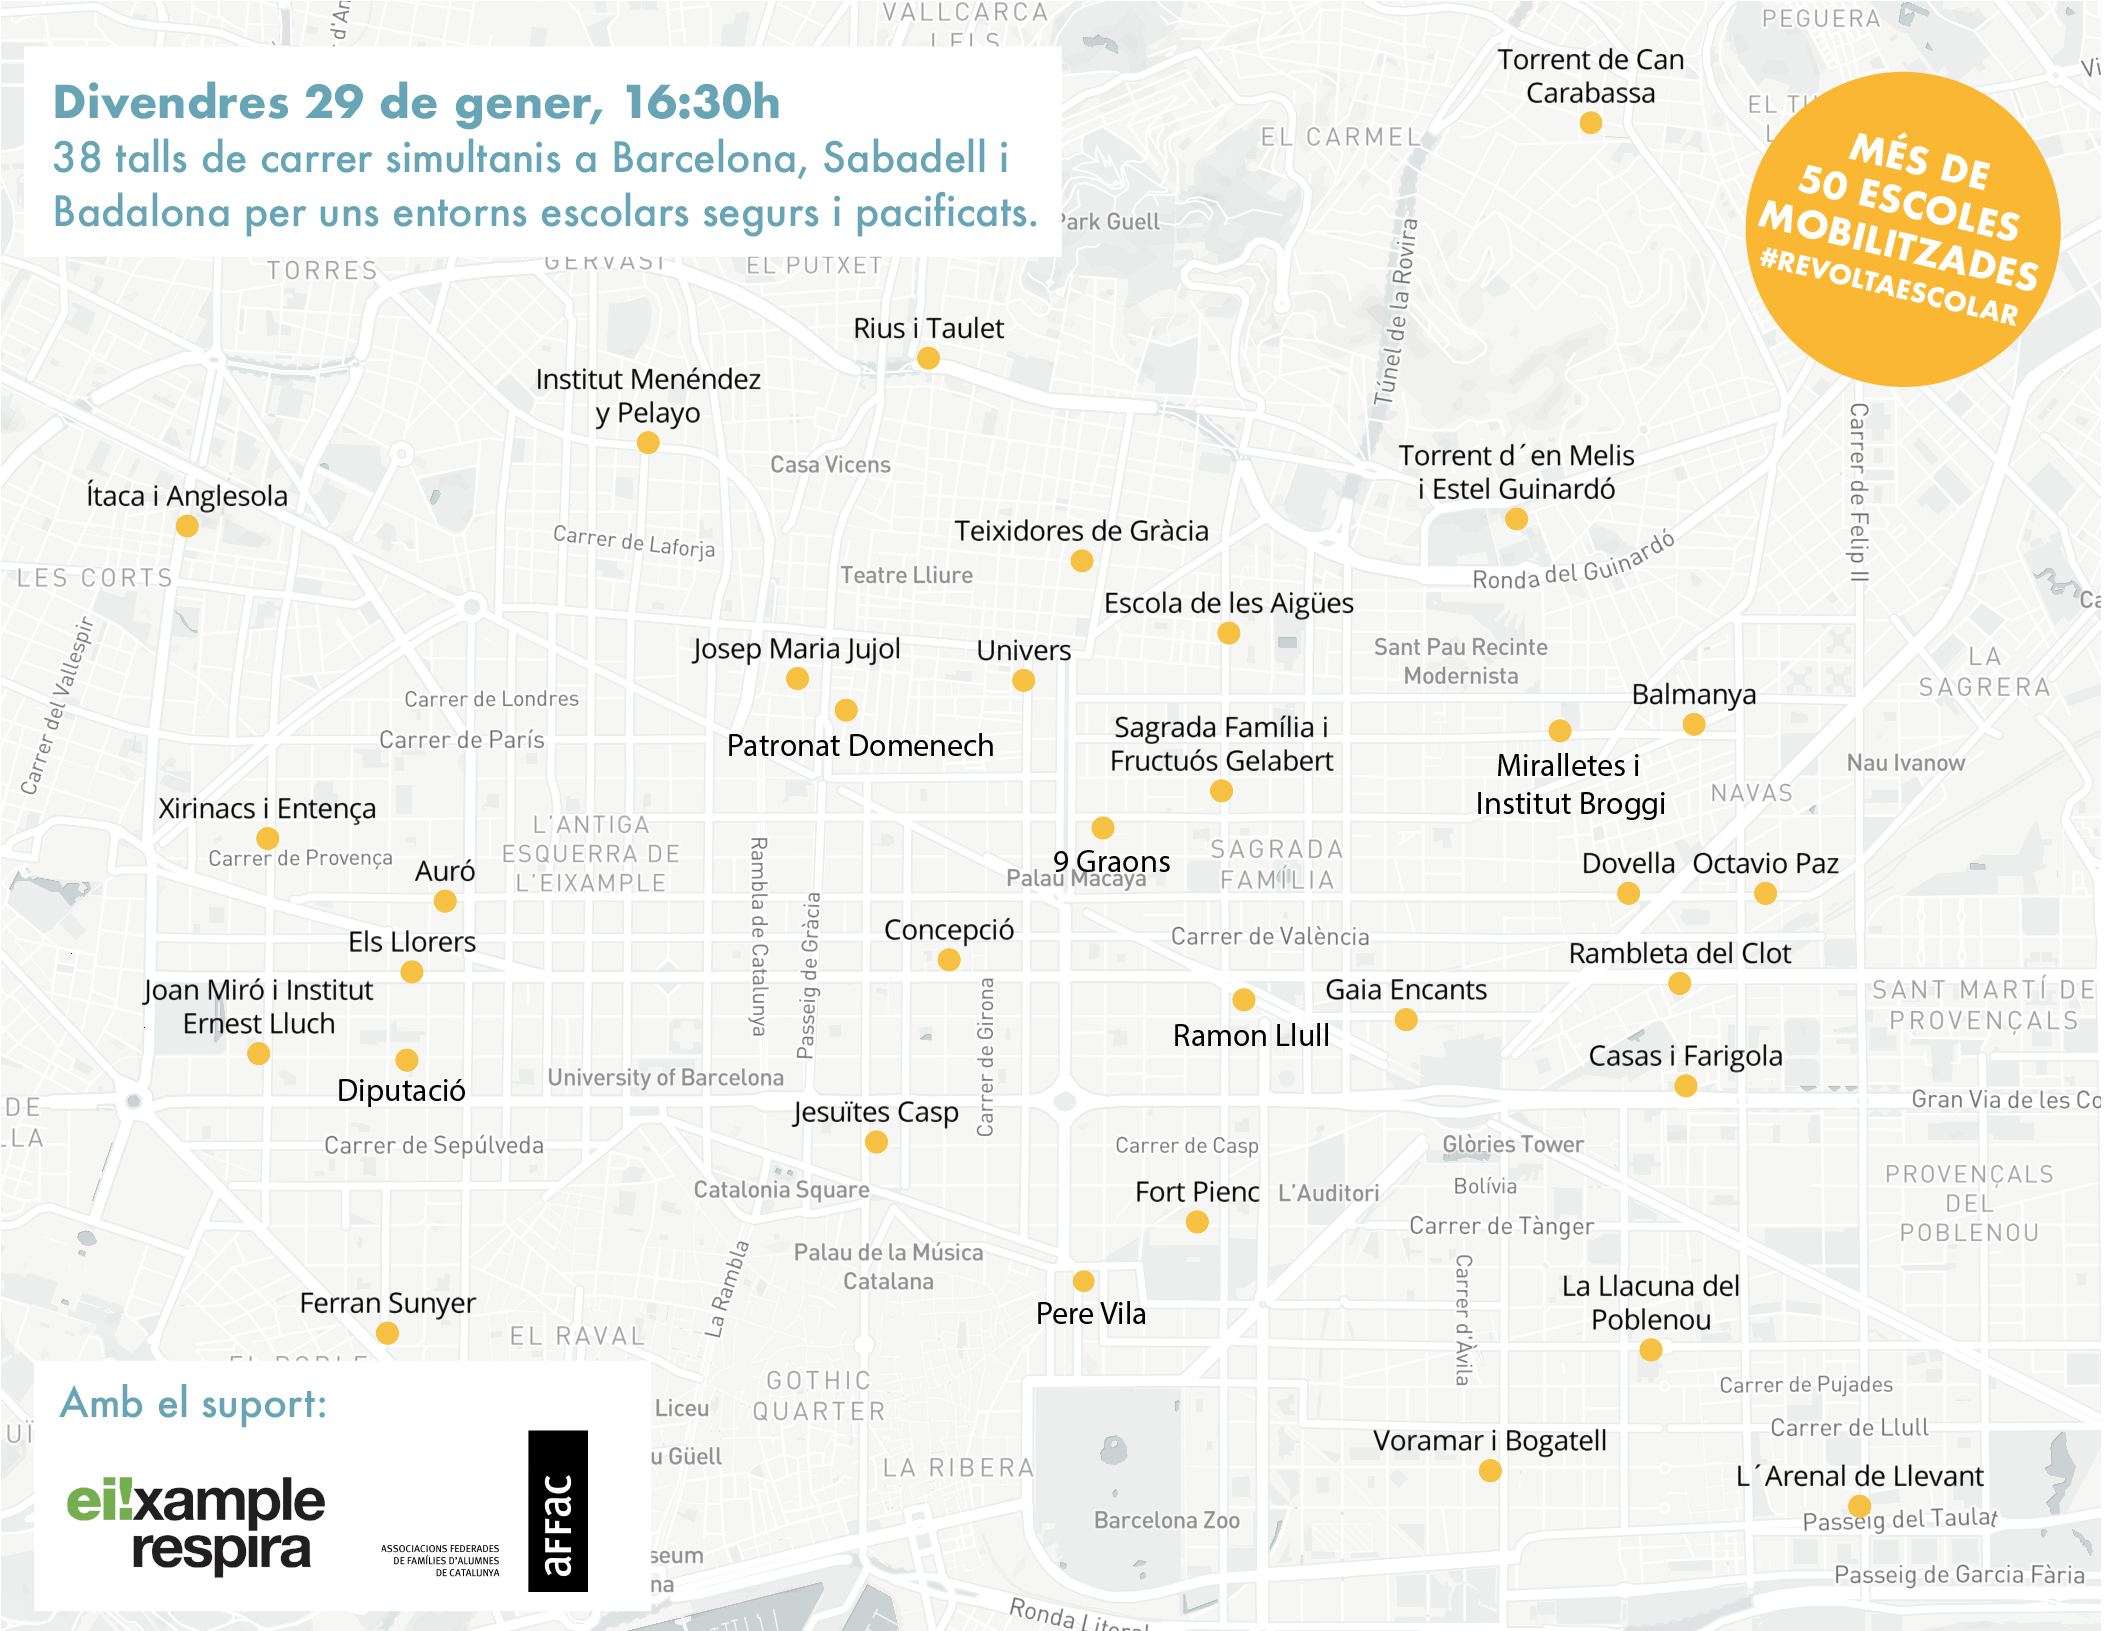 VALLCARCA
PEGUERA
Divendres 29 de gener, 16:30h
38 talls de carrer simultanis a Barcelona, Sabadell i
Badalona per uns entorns escolars segurs i pacificats.
Torrent de Can
Carabassa
EL CARMEL
MÉS DE
50 ESCOLES
MOBILITZADES
#REVOLTAESCOLAR
Park Guell
Túnel de la Rovira
TORRES
GERVASI
EL PUTXET
Rius i Taulet
Institut Menéndez
y Pelayo
Casa Vicens
Torrent d´en Melis
i Estel Guinardó
Carrer de Felip II
Ítaca i Anglesola
Carrer de Laforja
Teixidores de Gràcia
Teatre Lliure
Ronda del Guinardó
LES CORTS
Escola de les Aigües
Carrer del Vallespir
Josep Maria Jujol
Univers
Sant Pau Recinte
Modernista
LA
SAGRERA
Carrer de Londres
Carrer de París
Patronat Domenech
Sagrada Família i
Fructuós Gelabert
Balmanya
Miralletes i
Institut Broggi
Nau Ivanow
NAVAS
Xirinacs i Entença
Carrer de Provença
L'ANTIGA
ESQUERRA DE
L'EIXAMPLE
Rambla de Catalunya
Passeig de Gràcia
9 Graons
Palau Macaya
SAGRADA
FAMÍLIA
Dovella
Octavio Paz
Auró
Els Llorers
Concepció
Carrer de València
Rambleta del Clot
Joan Miró i Institut
Ernest Lluch
Carrer de Girona
Gaia Encants
Ramon Llull
SANT MARTÍ DE
PROVENÇALS
Diputació
University of Barcelona
Casas i Farigola
Gran Via de les Co
DE
LLA
Jesuïtes Casp
Carrer de Sepúlveda
Carrer de Casp
Glòries Tower
Catalonia Square
Fort Pienc
L'Auditori
Bolívia
Carrer de Tànger
PROVENÇALS
DEL
POBLENOU
La Rambla
Palau de la Música
Catalana
Carrer d'Àvila
Pere Vila
La Llacuna del
Poblenou
Ferran Sunyer
EL RAVAL
GOTHIC
QUARTER
Carrer de Pujades
Carrer de Llull
Amb el suport:
Liceu
u Güell
LA RIBERA
Voramar i Bogatell
L´Arenal de Llevant
Passeig del Taulat
Barcelona Zoo
ei!xample
respira
ASSOCIACIONS FEDERADES
DE FAMÍLIES D'ALUMNES
DE CATALUNYA
aFFaC
seum
na
Passeig de Garcia Fària
Ronda Litoral